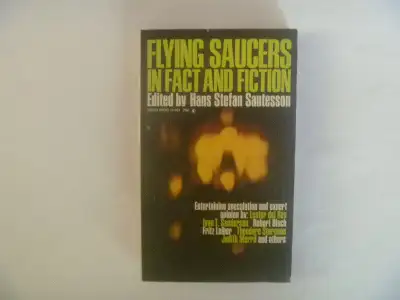 FLYING SAUCERS
IN FACT AND FICTION
Edited by Hans Stefan Santesson
Entertaining speculation and expert
opinion by: Lester del Rey
Ivan T. Sanderson Robert Bloch
Fritz Leiber Theodore Sturgeon
Judith Merril and others